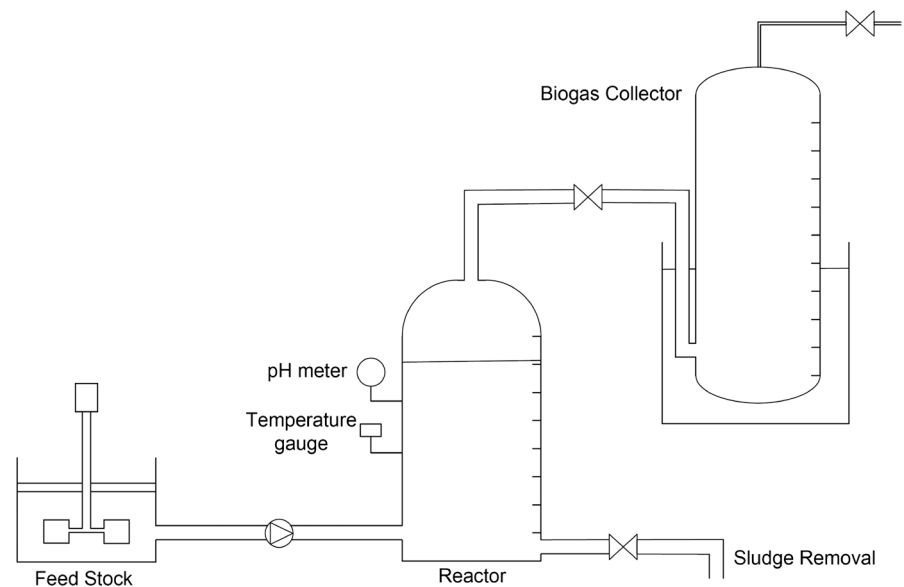 Biogas Collector
pH meter
Temperature
gauge
Feed Stock
Reactor
Sludge Removal